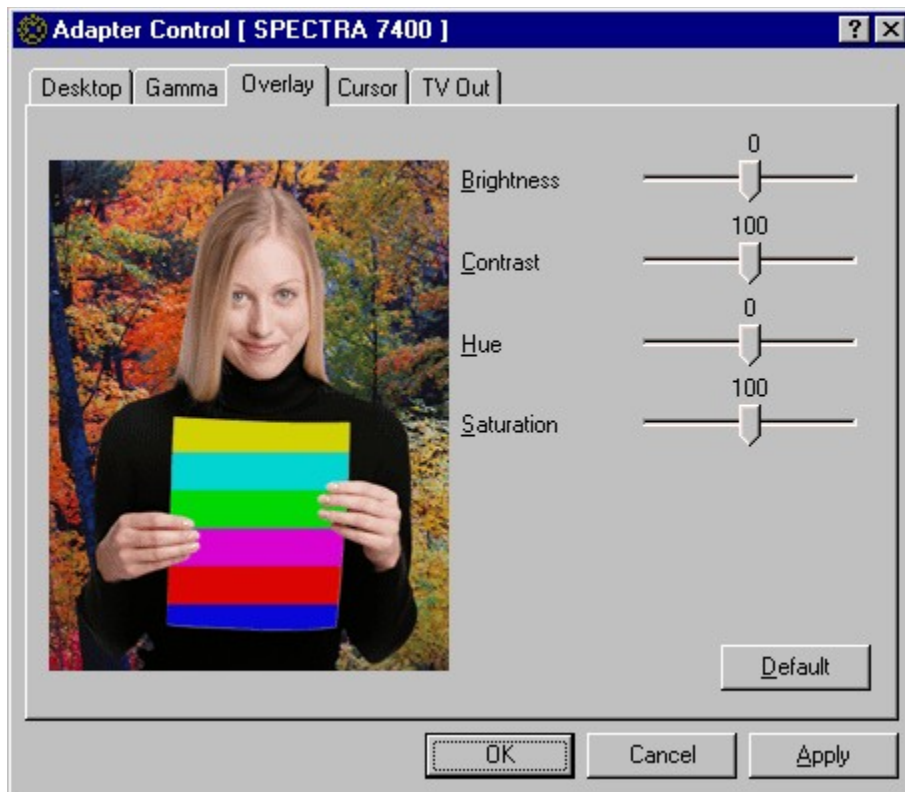 Adapter Control [ SPECTRA 7400 ]
Desktop Gamma Overlay Cursor TV Out
0
Brightness
100
Contrast
0
Hue
100
Saturation
Default
OK Cancel Apply